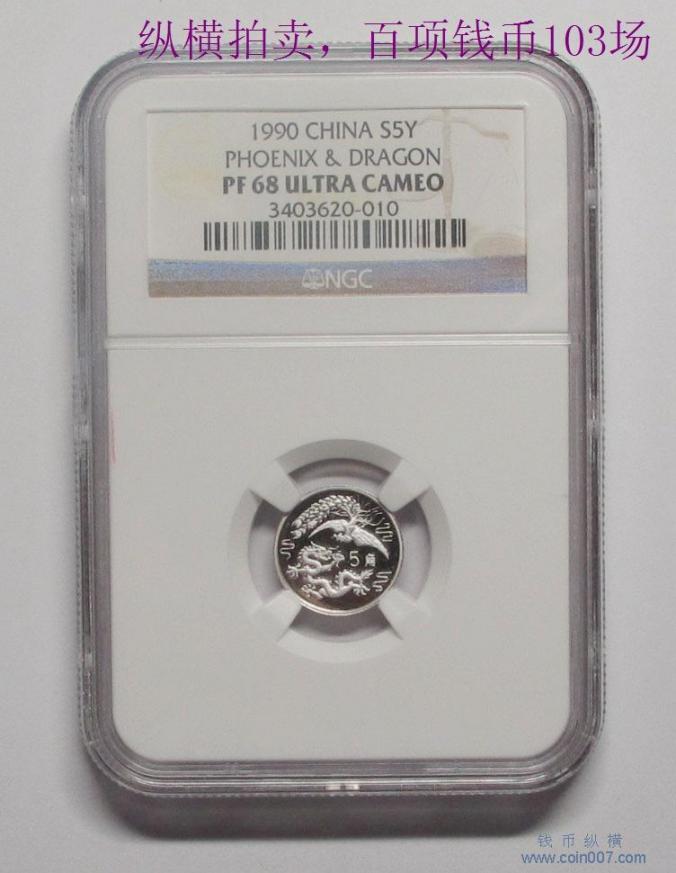 纵横拍卖，百项钱币103场
1990 CHINA S5Y
PHOENIX & DRAGON
PF 68 ULTRA CAMEO
3403620-010
NGC
5角
钱币纵横
www.coin007.com